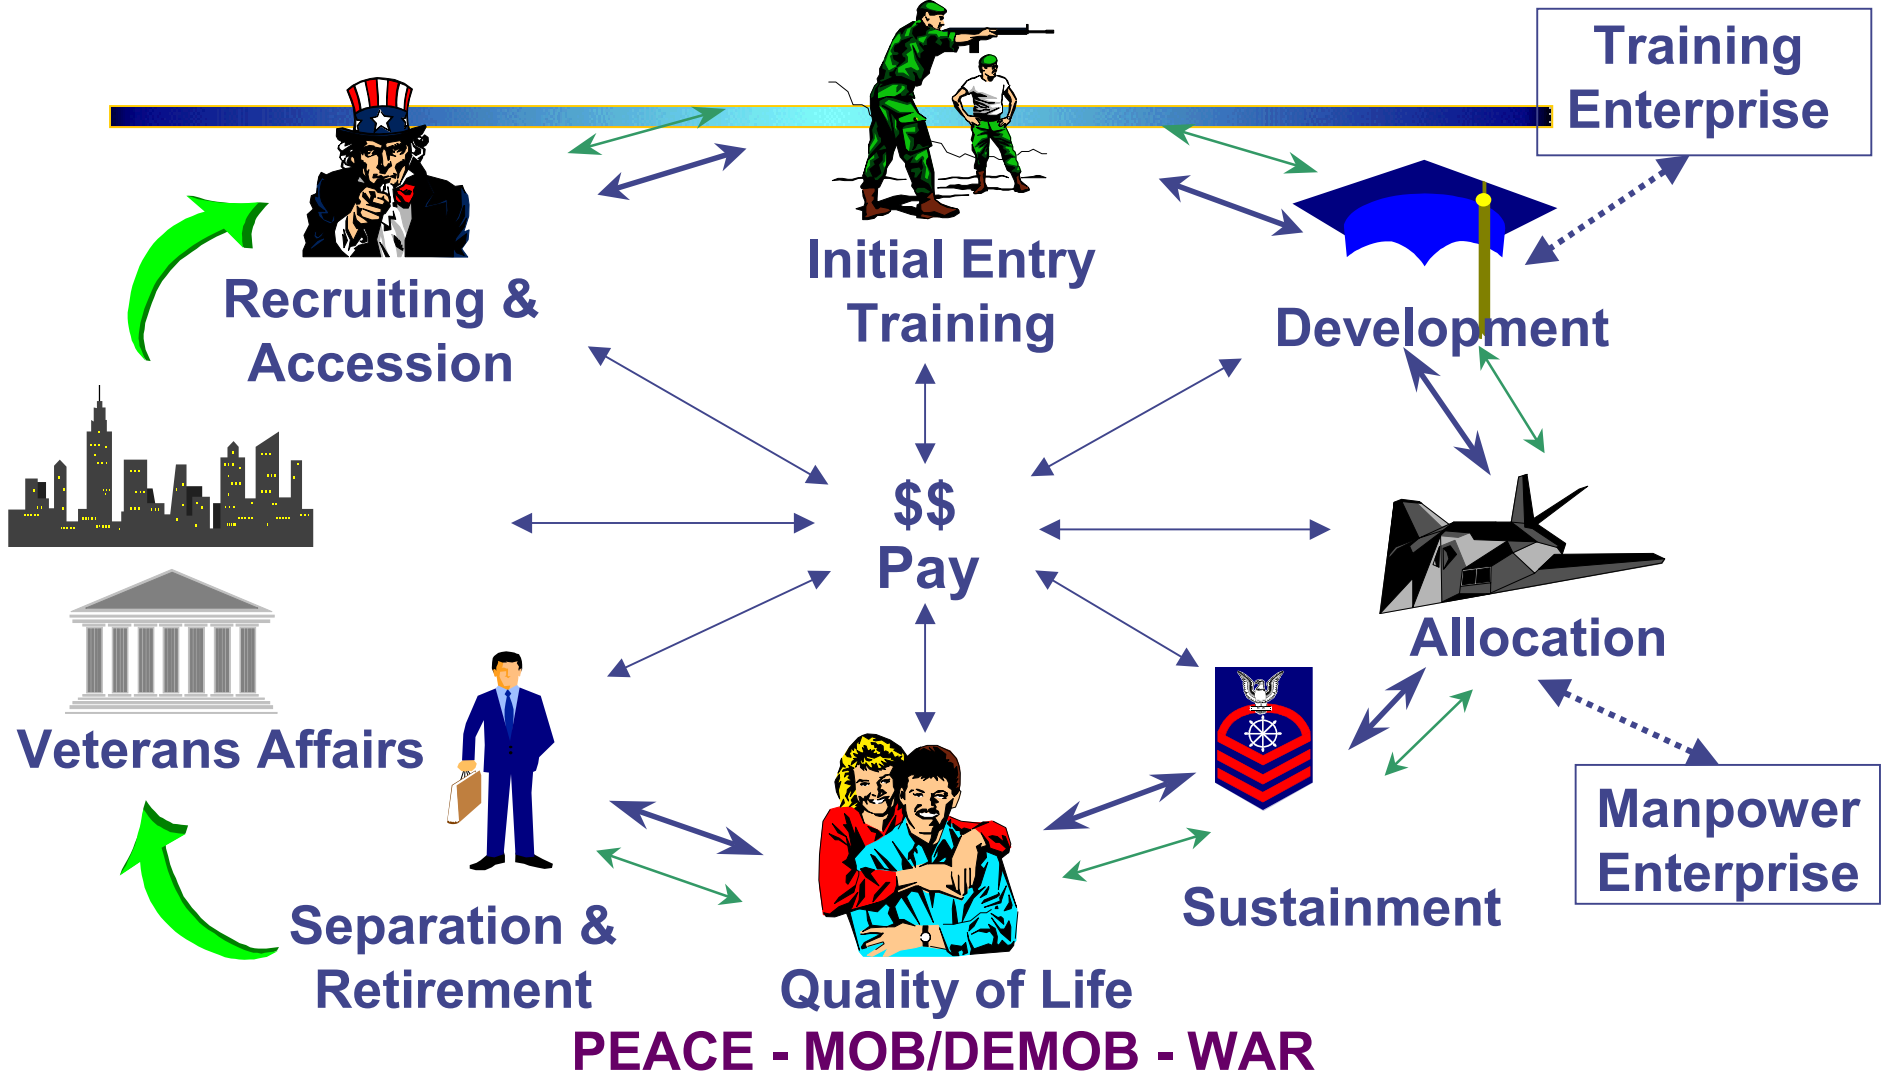 Training
Enterprise
Initial Entry
Training
Recruiting &
Accession
Development
$$
Pay
Allocation
Veterans Affairs
Manpower
Enterprise
Sustainment
Separation &
Retirement
Quality of Life
PEACE - MOB/DEMOB - WAR